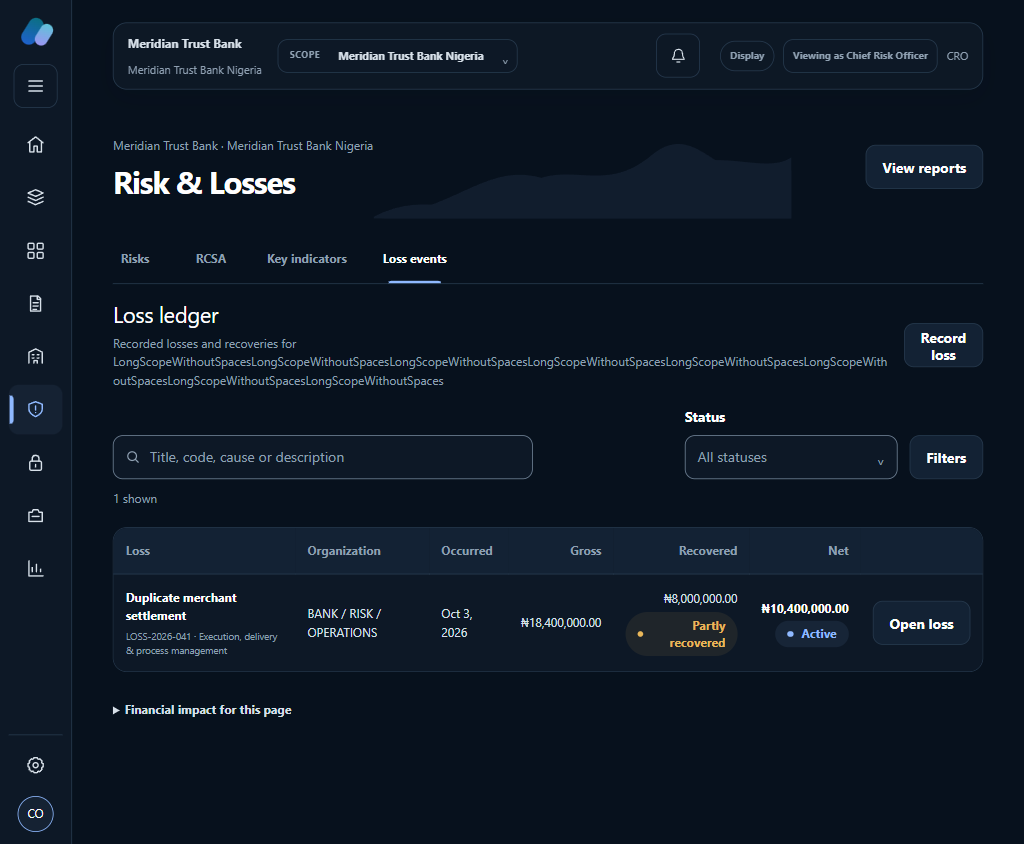 Meridian Trust Bank
Meridian Trust Bank Nigeria
SCOPE
Meridian Trust Bank Nigeria
Display
Viewing as Chief Risk Officer
CRO
Meridian Trust Bank · Meridian Trust Bank Nigeria
Risk & Losses
View reports
Risks
RCSA
Key indicators
Loss events
Loss ledger
Recorded losses and recoveries for
LongScopeWithoutSpacesLongScopeWithoutSpacesLongScopeWithoutSpacesLongScopeWithoutSpacesLongScopeWithoutSpacesLongScopeWith
outSpacesLongScopeWithoutSpacesLongScopeWithoutSpaces
Record
loss
Status
Title, code, cause or description
All statuses
Filters
1 shown
Loss
Organization
Occurred
Gross
Recovered
Net
Duplicate merchant
settlement
LOSS-2026-041 · Execution, delivery
& process management
BANK / RISK /
OPERATIONS
Oct 3,
2026
₦18,400,000.00
₦8,000,000.00
Partly
recovered
₦10,400,000.00
Active
Open loss
Financial impact for this page
CO